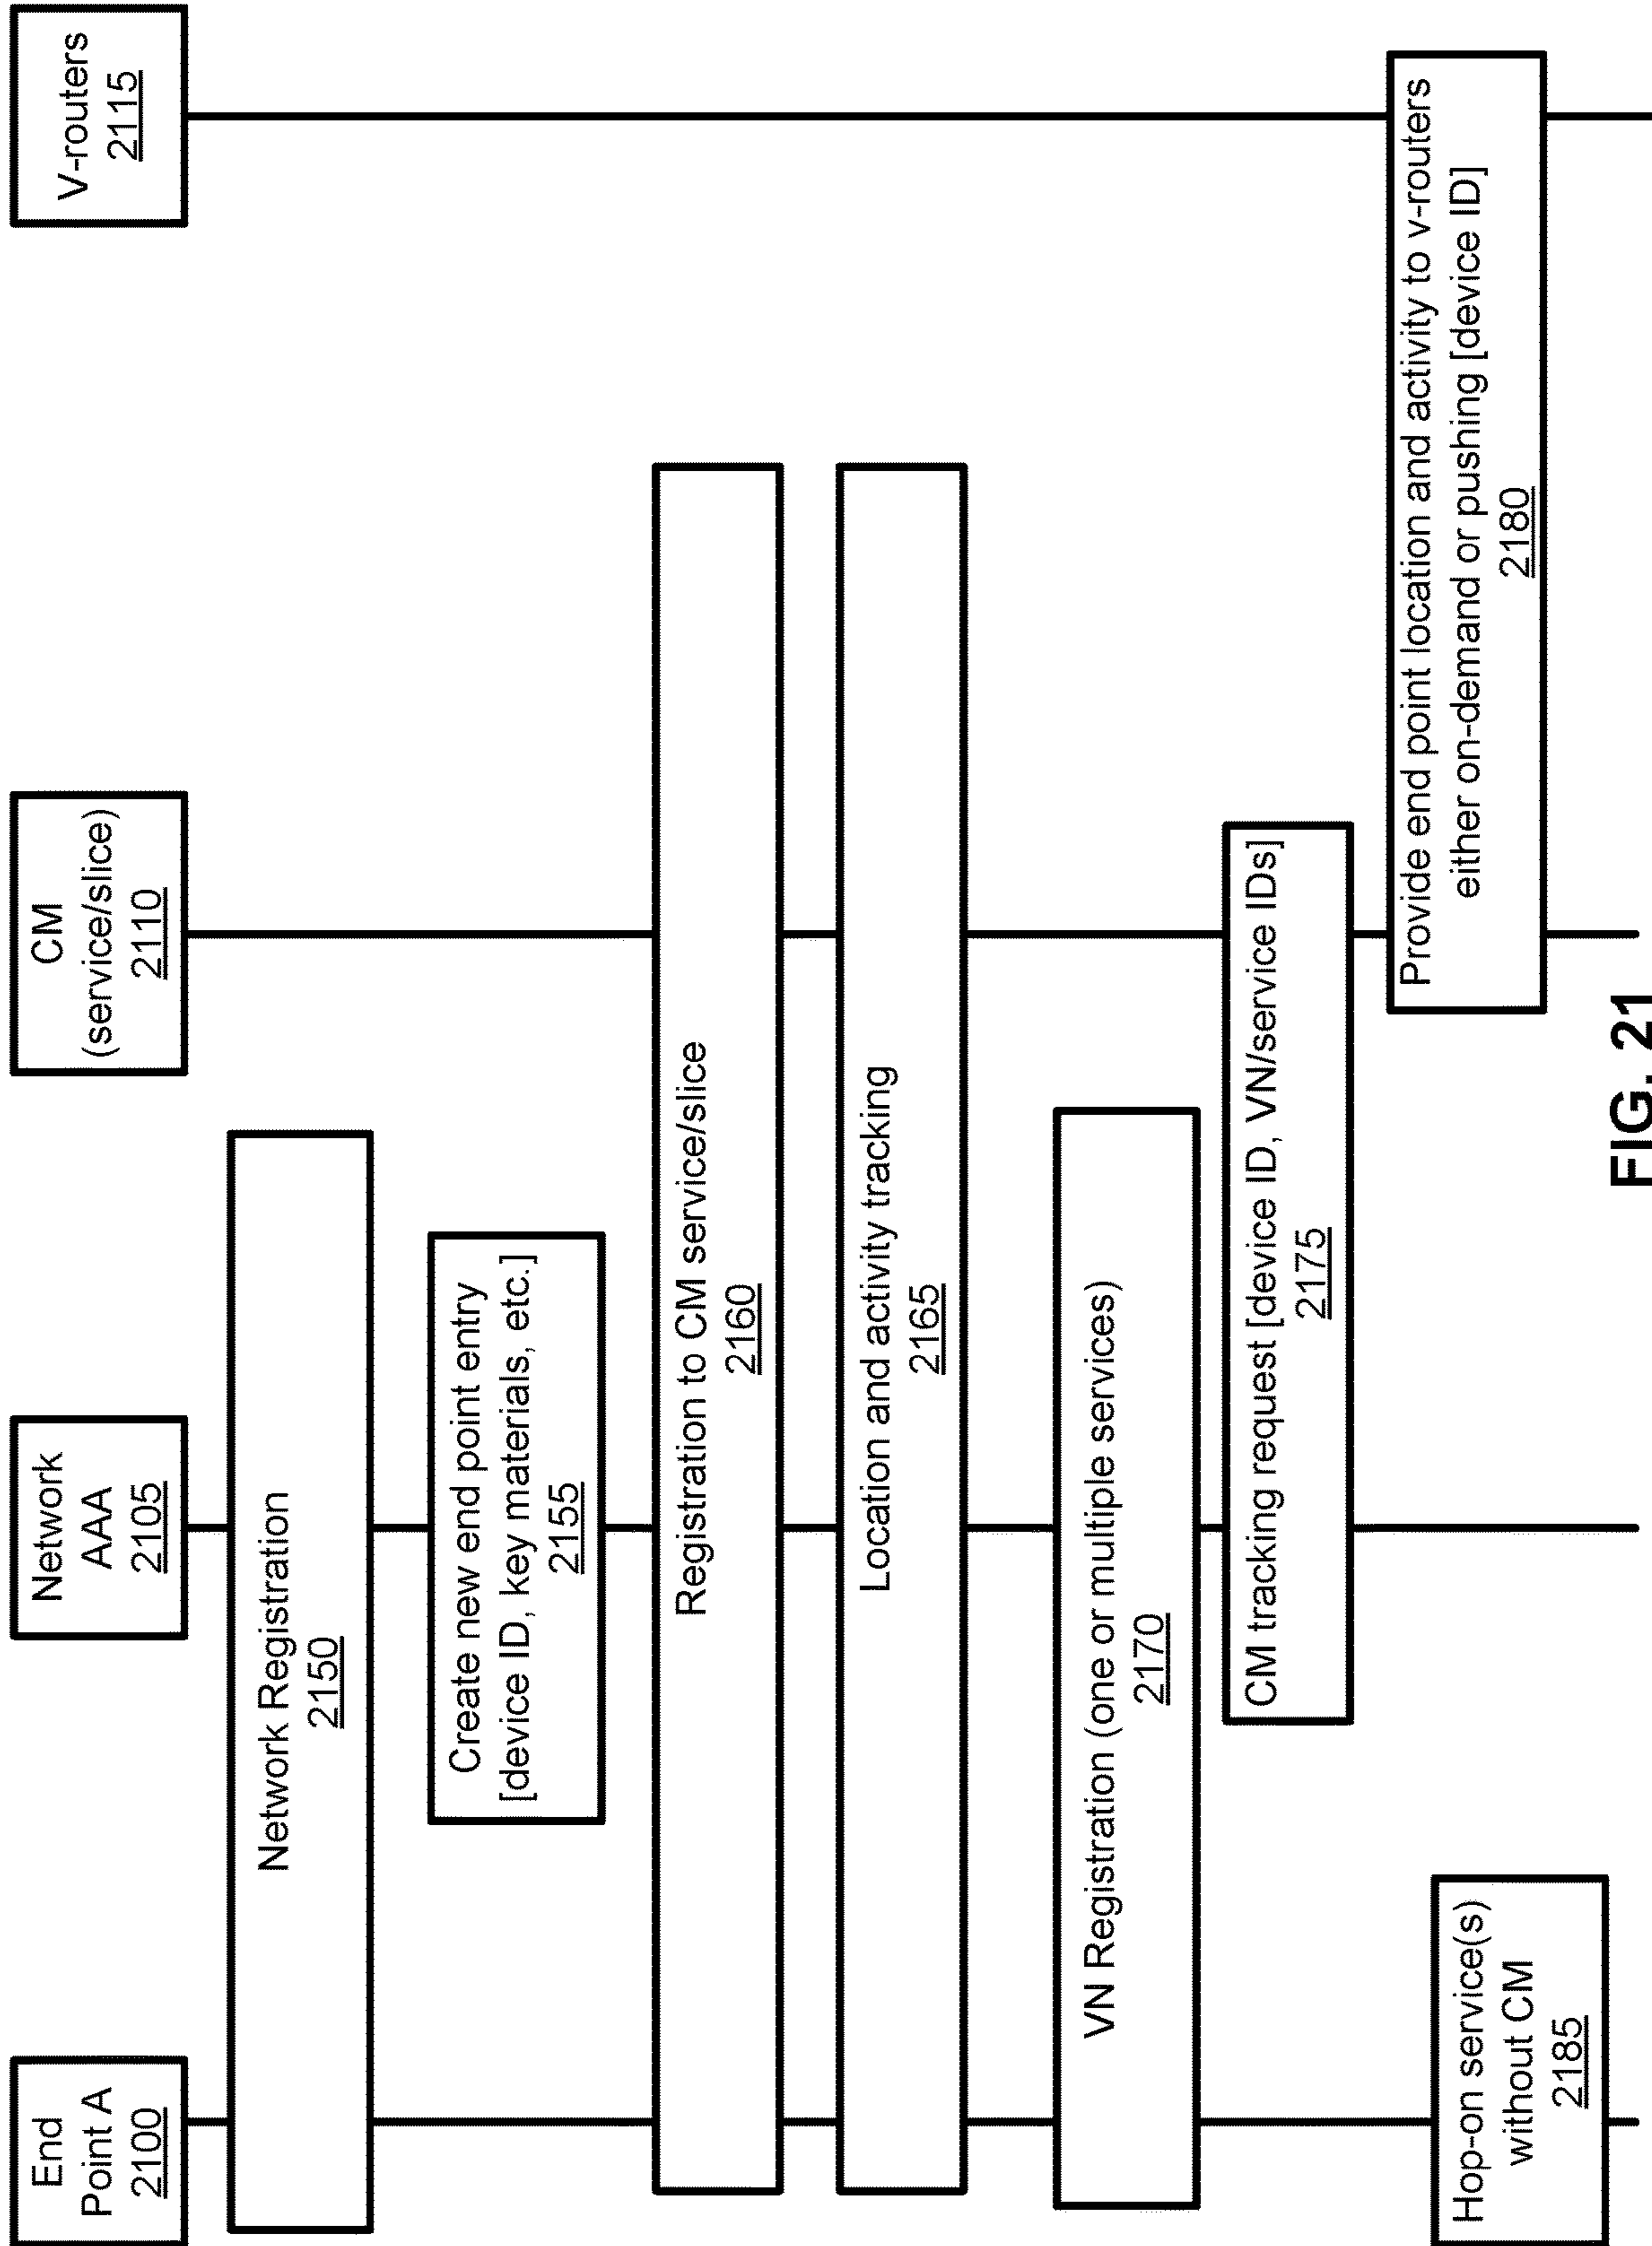 End
Point A
2100
Network
AAA
2105
CM
(service/slice)
2110
V-routers
2115
Network Registration
2150
Create new end point entry
[device ID, key materials, etc.]
2155
Registration to CM service/slice
2160
Location and activity tracking
2165
VN Registration (one or multiple services)
2170
CM tracking request [device ID, VN/service IDs]
2175
Provide end point location and activity to v-routers
either on-demand or pushing [device ID]
2180
Hop-on service(s)
without CM
2185
FIG. 21